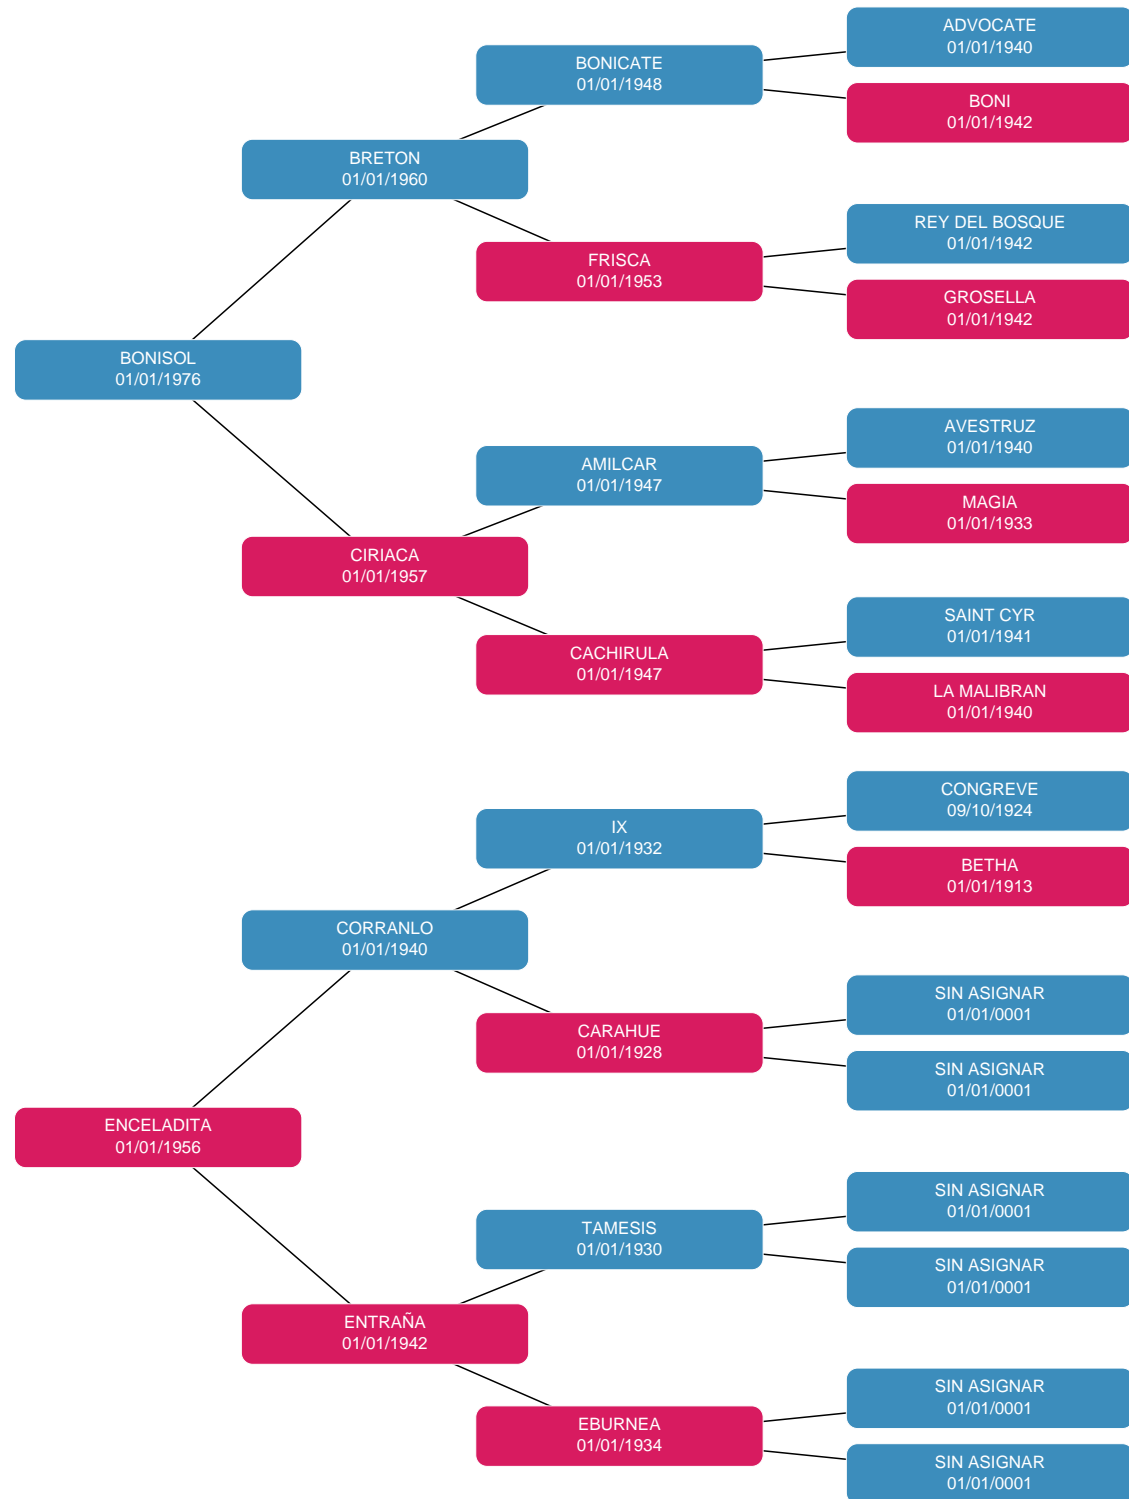 ADVOCATE
01/01/1940
BONICATE
01/01/1948
BONI
01/01/1942
BRETON
01/01/1960
REY DEL BOSQUE
01/01/1942
FRISCA
01/01/1953
GROSELLA
01/01/1942
BONISOL
01/01/1976
AVESTRUZ
01/01/1940
AMILCAR
01/01/1947
MAGIA
01/01/1933
CIRIACA
01/01/1957
SAINT CYR
01/01/1941
CACHIRULA
01/01/1947
LA MALIBRAN
01/01/1940
CONGREVE
09/10/1924
IX
01/01/1932
BETHA
01/01/1913
CORRANLO
01/01/1940
SIN ASIGNAR
01/01/0001
CARAHUE
01/01/1928
SIN ASIGNAR
01/01/0001
ENCELADITA
01/01/1956
SIN ASIGNAR
01/01/0001
TAMESIS
01/01/1930
SIN ASIGNAR
01/01/0001
ENTRAÑA
01/01/1942
SIN ASIGNAR
01/01/0001
EBURNEA
01/01/1934
SIN ASIGNAR
01/01/0001